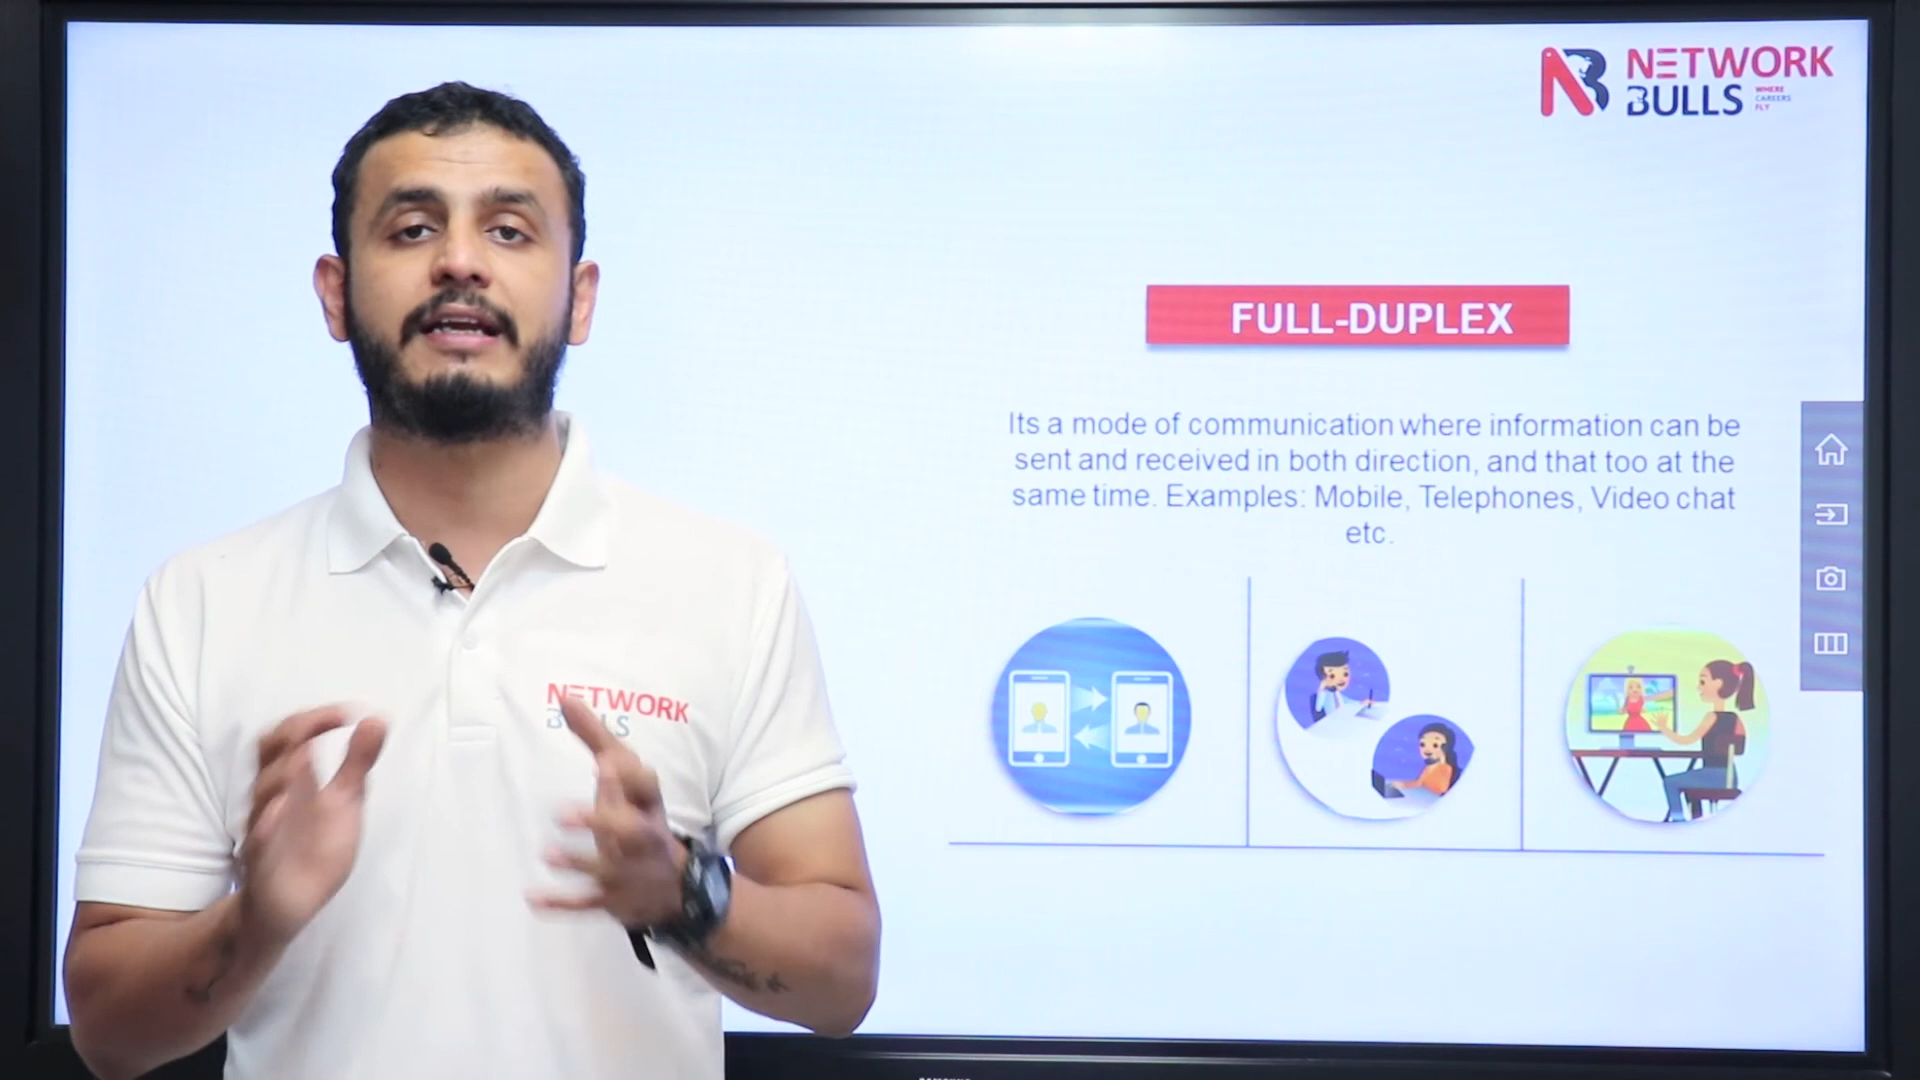 NETWORK
BULLS
WHERE
CAREERS
FLY
FULL-DUPLEX
Its a mode of communication where information can be
sent and received in both direction, and that too at the
same time. Examples: Mobile, Telephones, Video chat
etc.
NETWORK
BULLS